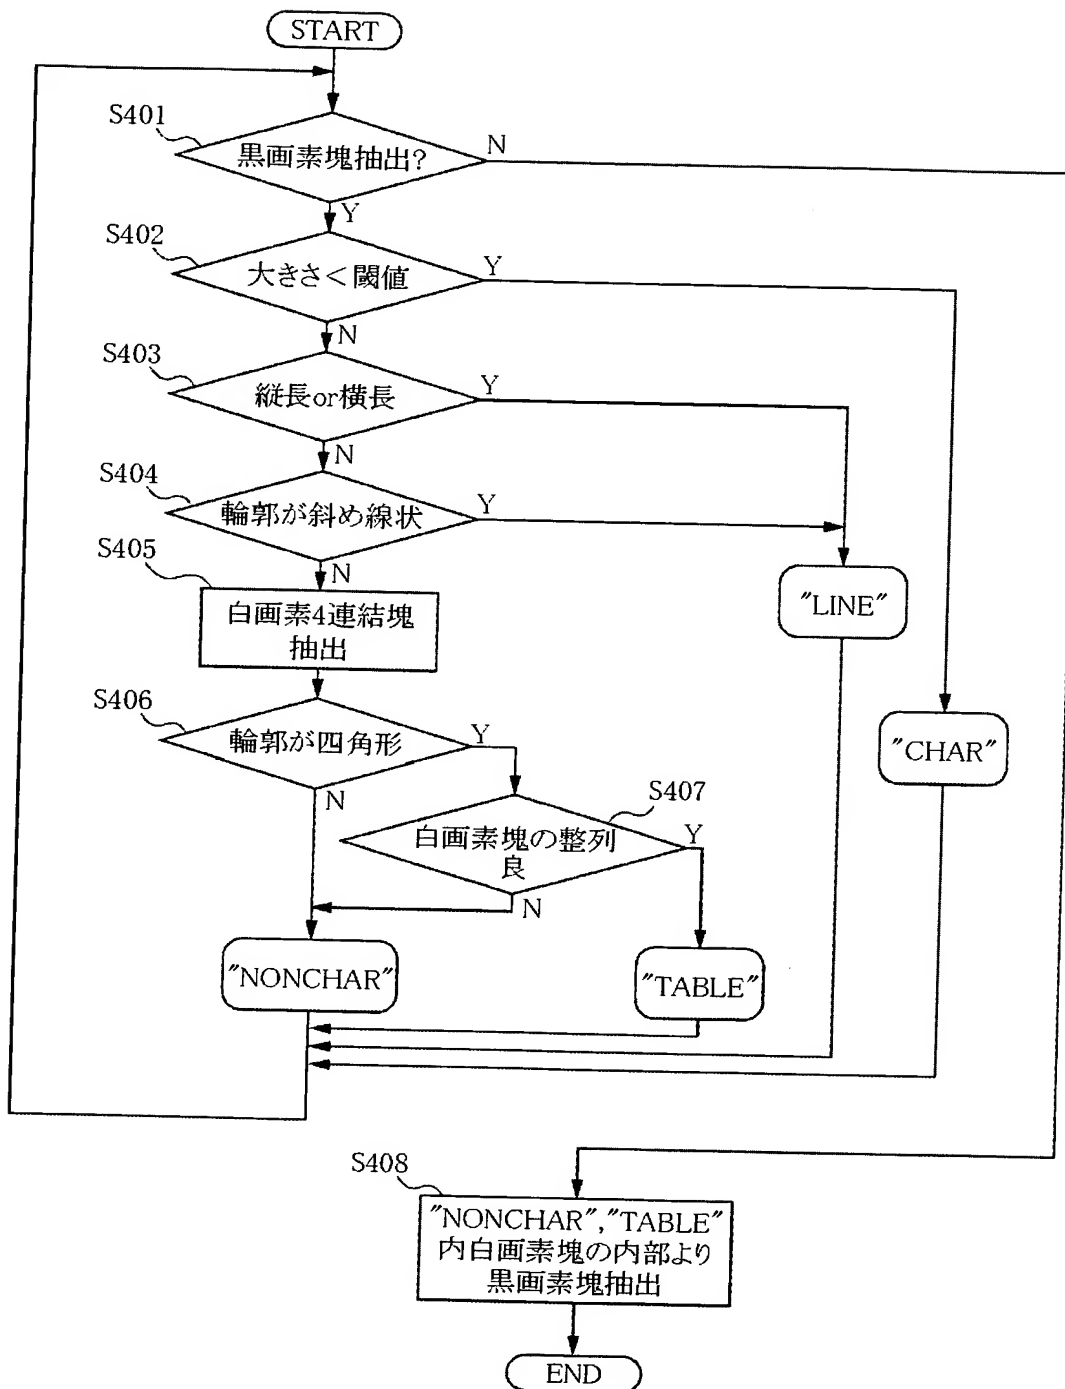 START
S401
黒画素塊抽出?
N
Y
S402
大きさ<閾値
Y
N
S403
縦長or横長
Y
N
S404
輪郭が斜め線状
Y
N
S405
白画素4連結塊
抽出
"LINE"
S406
輪郭が四角形
Y
N
"CHAR"
S407
白画素塊の整列
良
Y
N
"NONCHAR"
"TABLE"
S408
"NONCHAR","TABLE"
内白画素塊の内部より
黒画素塊抽出
END